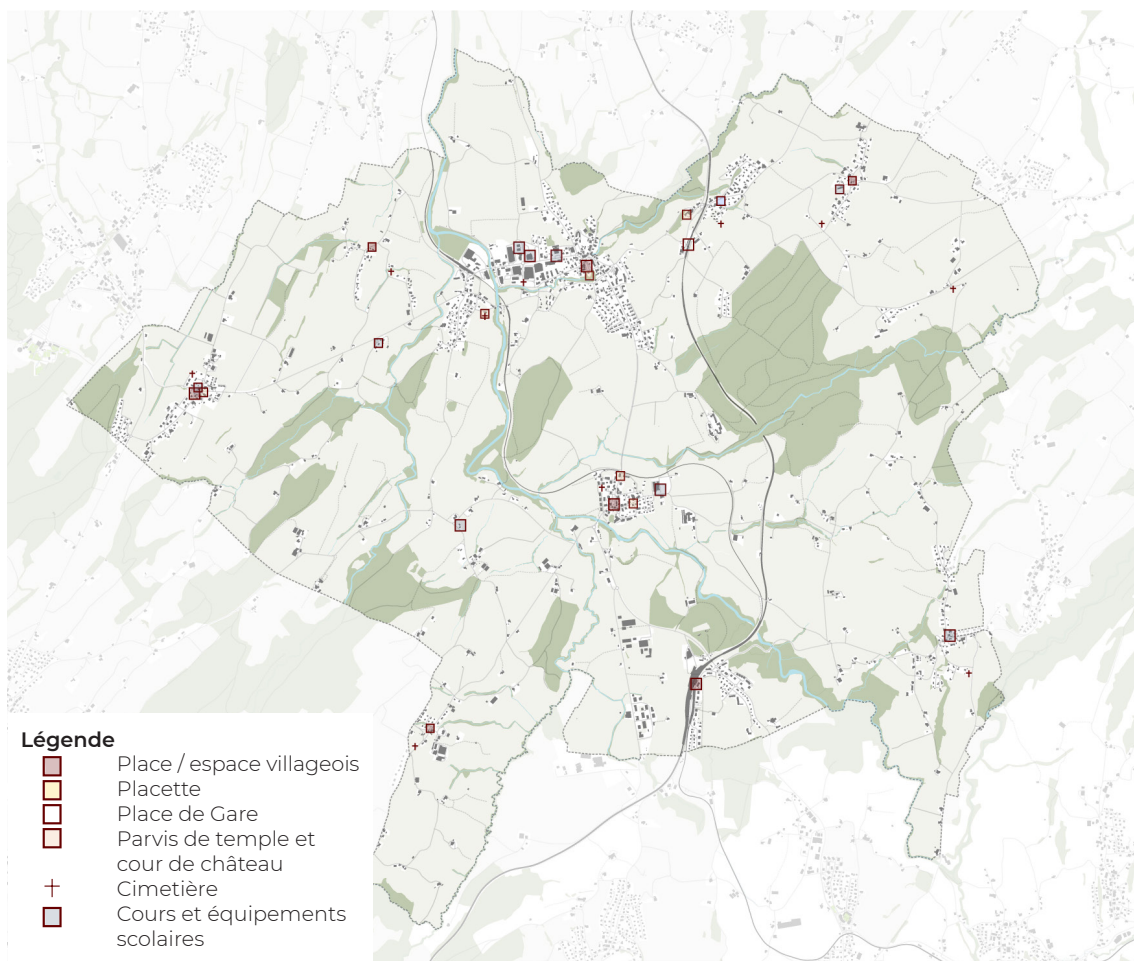 Légende
Place / espace villageois
Placette
Place de Gare
Parvis de temple et
cour de château
Cimetière
Cours et équipements
scolaires